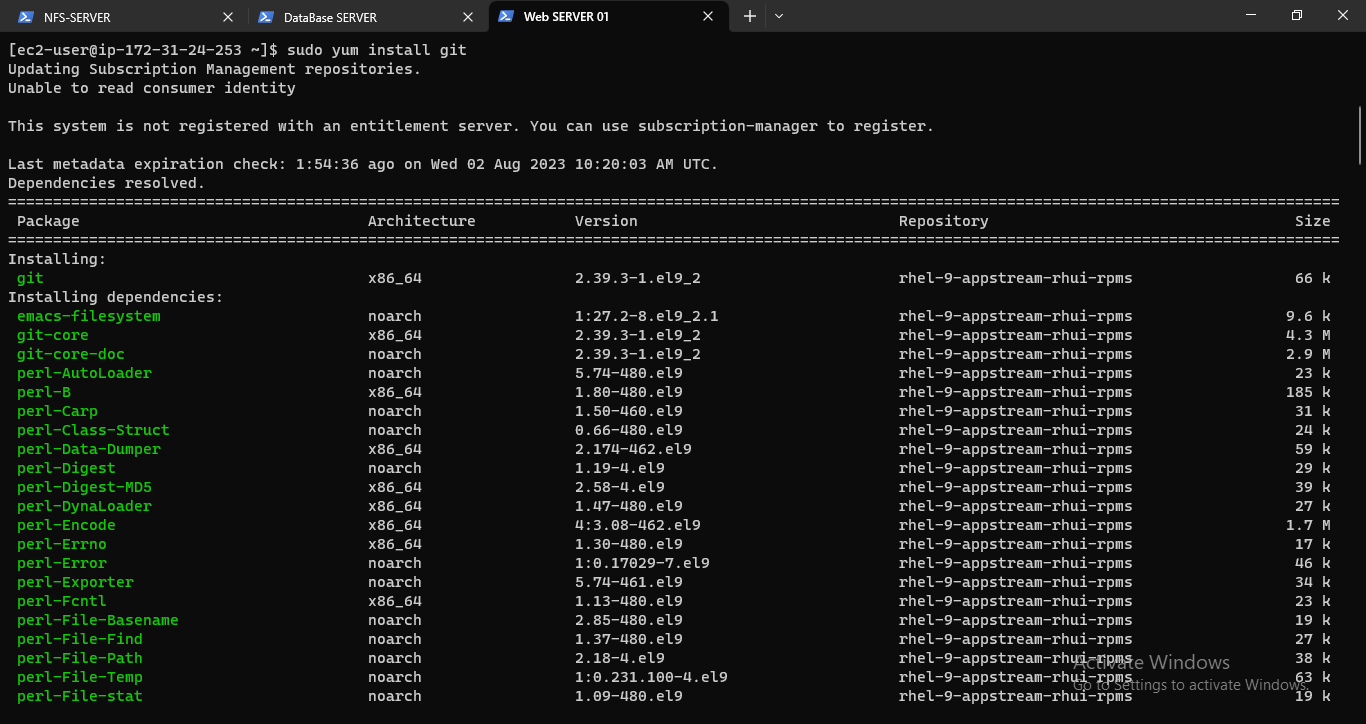 NFS-SERVER DataBase SERVER Web SERVER 01
[ec2-user@ip-172-31-24-253 ~]$ sudo yum install git
Updating Subscription Management repositories.
Unable to read consumer identity
This system is not registered with an entitlement server. You can use subscription-manager to register.
Last metadata expiration check: 1:54:36 ago on Wed 02 Aug 2023 10:20:03 AM UTC.
Dependencies resolved.
Package Architecture Version Repository Size
Installing:
git x86_64 2.39.3-1.el9_2 rhel-9-appstream-rhui-rpms 66 k
Installing dependencies:
emacs-filesystem noarch 1:27.2-8.el9_2.1 rhel-9-appstream-rhui-rpms 9.6 k
git-core x86_64 2.39.3-1.el9_2 rhel-9-appstream-rhui-rpms 4.3 M
git-core-doc noarch 2.39.3-1.el9_2 rhel-9-appstream-rhui-rpms 2.9 M
perl-AutoLoader noarch 5.74-480.el9 rhel-9-appstream-rhui-rpms 23 k
perl-B x86_64 1.80-480.el9 rhel-9-appstream-rhui-rpms 185 k
perl-Carp noarch 1.50-460.el9 rhel-9-appstream-rhui-rpms 31 k
perl-Class-Struct noarch 0.66-480.el9 rhel-9-appstream-rhui-rpms 24 k
perl-Data-Dumper x86_64 2.174-462.el9 rhel-9-appstream-rhui-rpms 59 k
perl-Digest noarch 1.19-4.el9 rhel-9-appstream-rhui-rpms 29 k
perl-Digest-MD5 x86_64 2.58-4.el9 rhel-9-appstream-rhui-rpms 39 k
perl-DynaLoader x86_64 1.47-480.el9 rhel-9-appstream-rhui-rpms 27 k
perl-Encode x86_64 4:3.08-462.el9 rhel-9-appstream-rhui-rpms 1.7 M
perl-Errno x86_64 1.30-480.el9 rhel-9-appstream-rhui-rpms 17 k
perl-Error noarch 1:0.17029-7.el9 rhel-9-appstream-rhui-rpms 46 k
perl-Exporter noarch 5.74-461.el9 rhel-9-appstream-rhui-rpms 34 k
perl-Fcntl x86_64 1.13-480.el9 rhel-9-appstream-rhui-rpms 23 k
perl-File-Basename noarch 2.85-480.el9 rhel-9-appstream-rhui-rpms 19 k
perl-File-Find noarch 1.37-480.el9 rhel-9-appstream-rhui-rpms 27 k
perl-File-Path noarch 2.18-4.el9 rhel-9-appstream-rhui-rpms 38 k
perl-File-Temp noarch 1:0.231.100-4.el9 rhel-9-appstream-rhui-rpms 63 k
perl-File-stat noarch 1.09-480.el9 rhel-9-appstream-rhui-rpms 19 k
Activate Windows
Go to Settings to activate Windows.